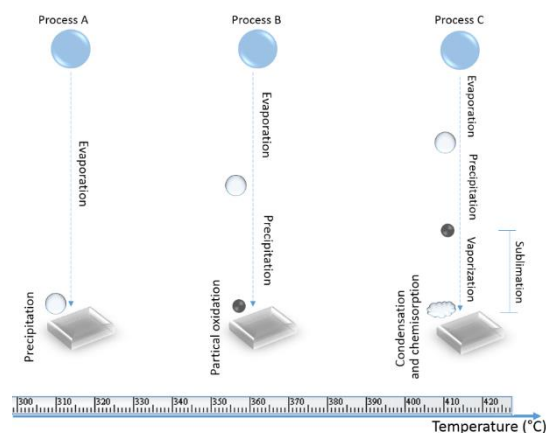 Process A
Process B
Process C
Evaporation
Precipitation
Evaporation
Precipitation
Partical oxidation
Evaporation
Precipitation
Vaporization
Sublimation
Condensation
and chemisorption
300 310 320 330 340 350 360 370 380 390 400 410 420
Temperature (°C)